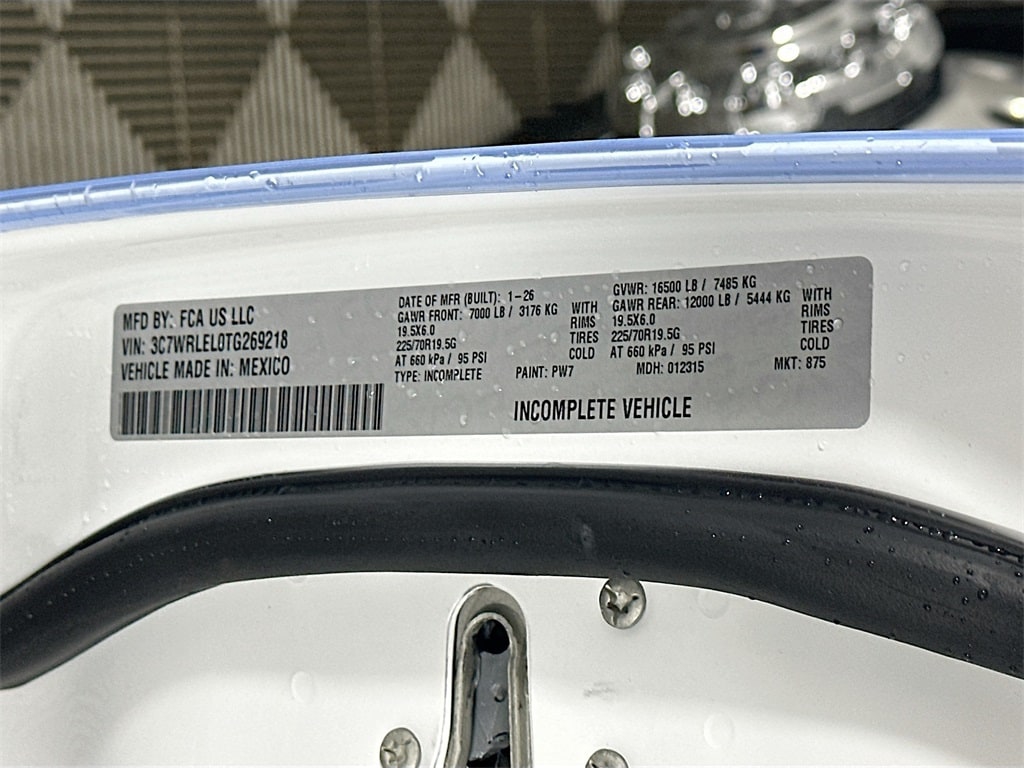 MFD BY: FCA US LLC
VIN: 3C7WRLEL0TG269218
VEHICLE MADE IN: MEXICO
DATE OF MFR (BUILT): 1-26
GAWR FRONT: 7000 LB / 3176 KG
19.5X6.0
225/70R19.5G
AT 660 kPa / 95 PSI
WITH
RIMS
TIRES
COLD
GVWR: 16500 LB / 7485 KG
GAWR REAR: 12000 LB / 5444 KG
19.5X6.0
225/70R19.5G
AT 660 kPa / 95 PSI
WITH
RIMS
TIRES
COLD
TYPE: INCOMPLETE PAINT: PW7 MDH: 012315 MKT: 875
INCOMPLETE VEHICLE